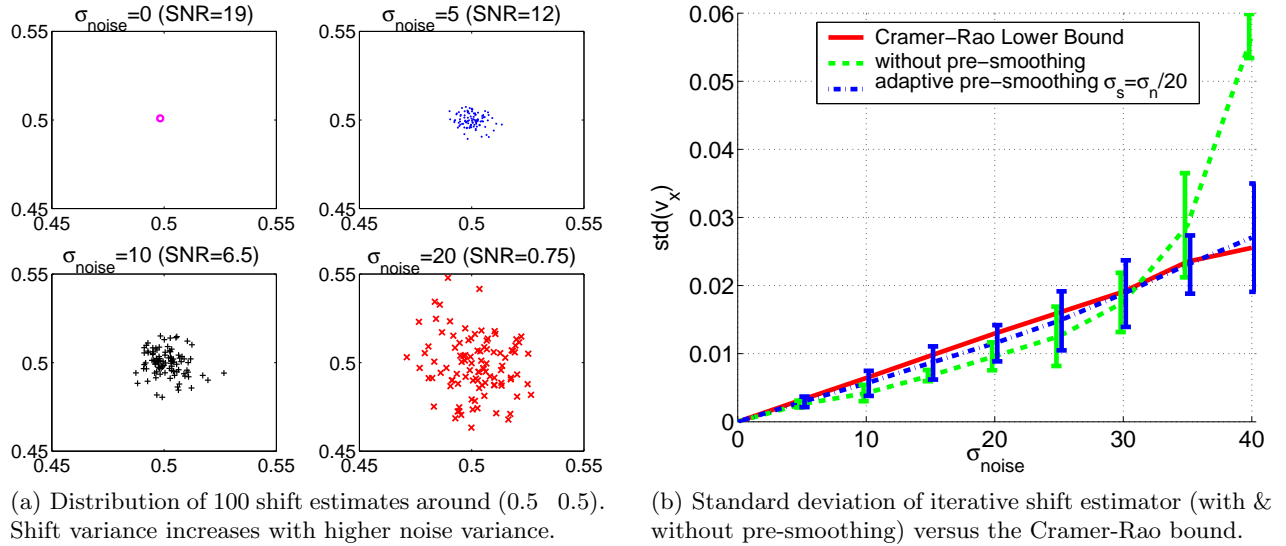 σnoise=0 (SNR=19)
0.55
0.5
0.45
0.45 0.5 0.55
σnoise=5 (SNR=12)
0.55
0.5
0.45
0.45 0.5 0.55
σnoise=10 (SNR=6.5)
0.55
0.5
0.45
0.45 0.5 0.55
σnoise=20 (SNR=0.75)
0.55
0.5
0.45
0.45 0.5 0.55
(a) Distribution of 100 shift estimates around (0.5 0.5).
Shift variance increases with higher noise variance.
Cramer−Rao Lower Bound
without pre−smoothing
adaptive pre−smoothing σs=σn/20
0.06
0.05
0.04
0.03
0.02
0.01
0
std(vx)
0 10 20 30 40
σnoise
(b) Standard deviation of iterative shift estimator (with &
without pre-smoothing) versus the Cramer-Rao bound.